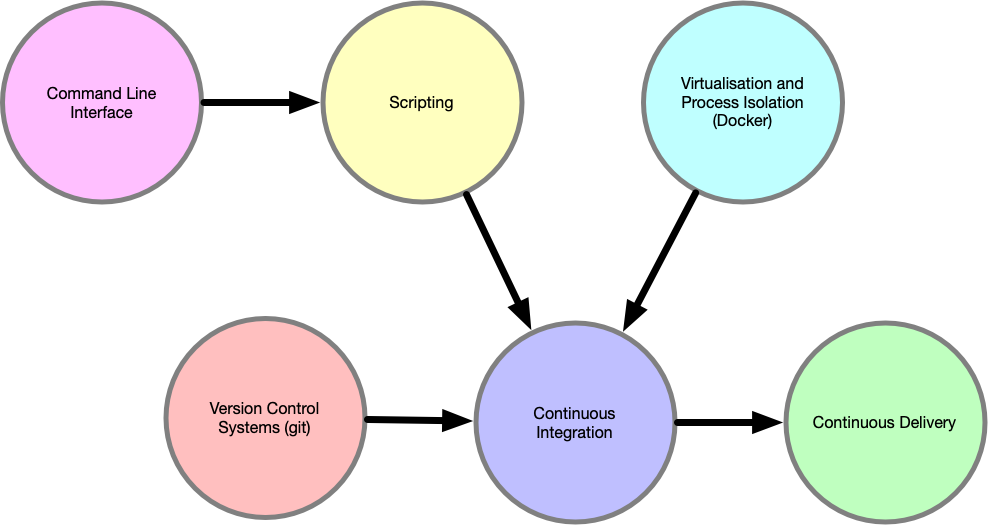 Command Line
Interface
Scripting
Virtualisation and
Process Isolation
(Docker)
Version Control
Systems (git)
Continuous
Integration
Continuous Delivery